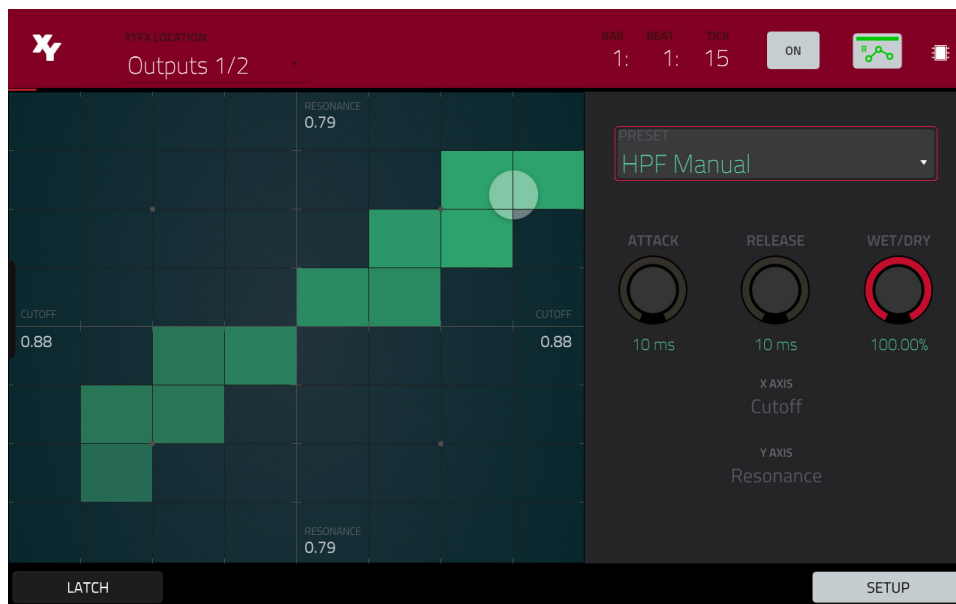 XY
XYFX LOCATION
Outputs 1/2
BAR BEAT TICK
1: 1: 15
ON
R
RESONANCE
0.79
CUTOFF
0.88
CUTOFF
0.88
RESONANCE
0.79
PRESET
HPF Manual
ATTACK RELEASE WET/DRY
10 ms 10 ms 100.00%
X AXIS
Cutoff
Y AXIS
Resonance
LATCH
SETUP